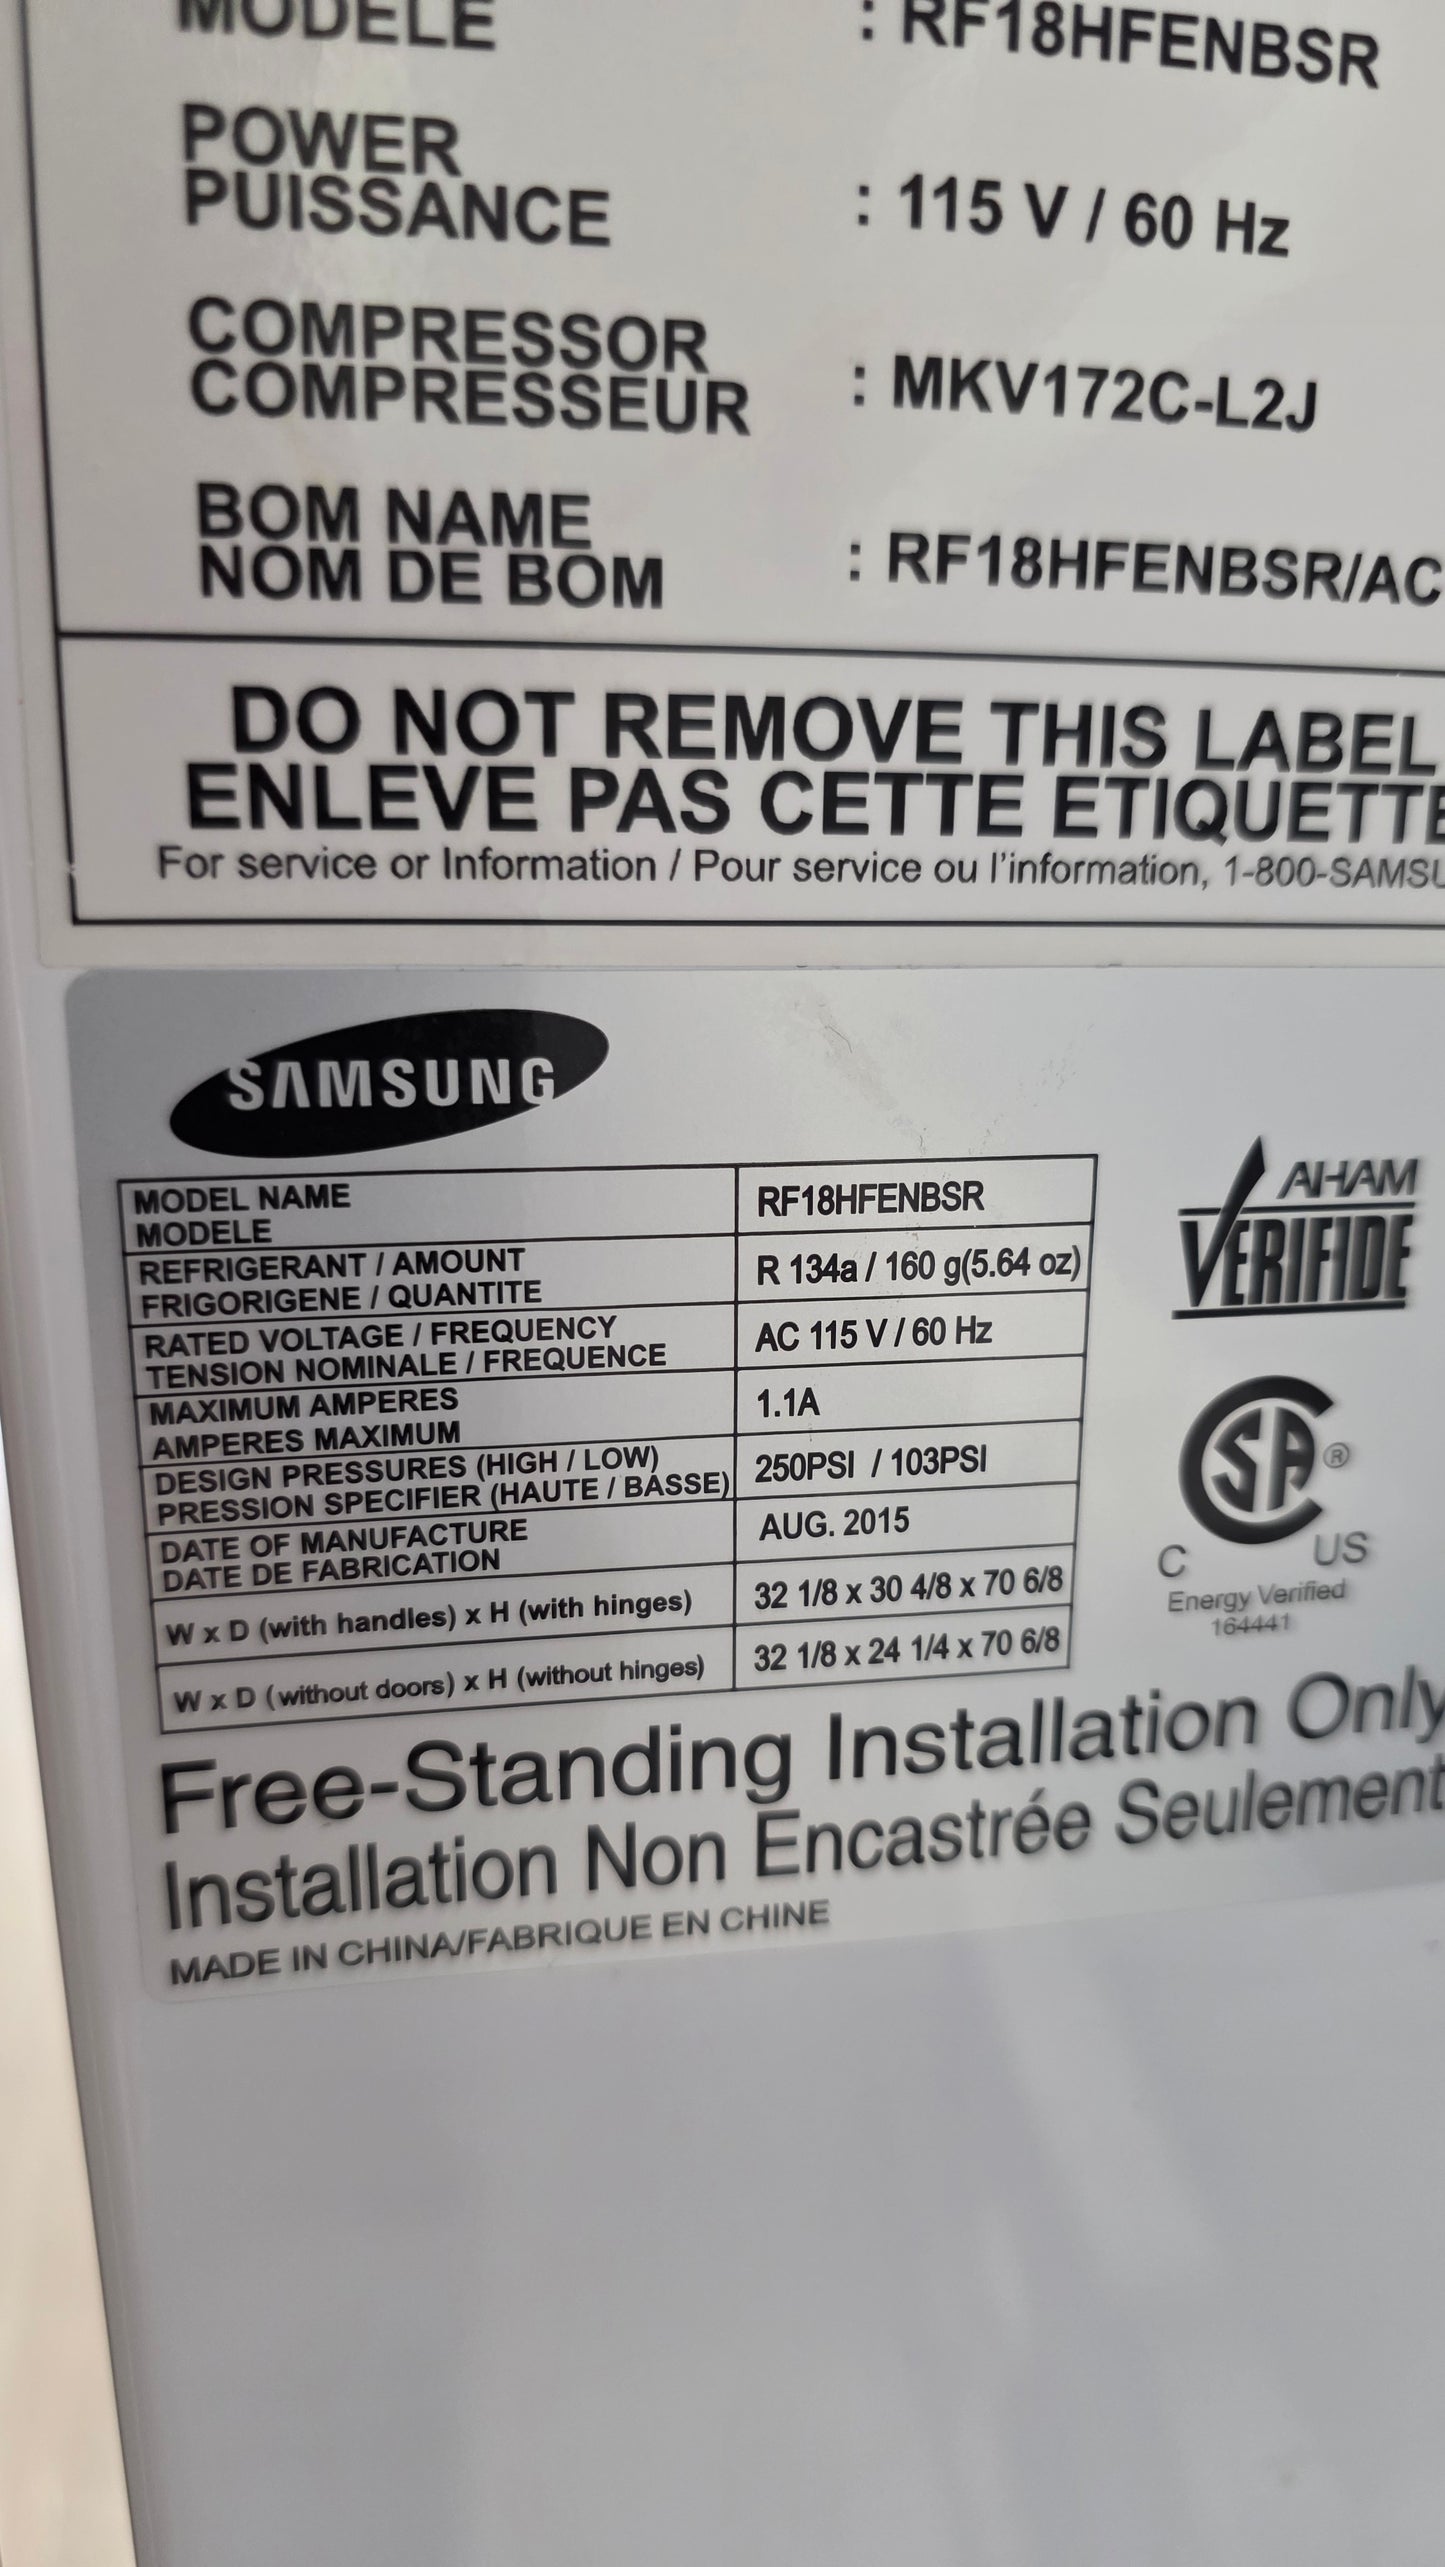 MODELE : RF18HFENBSR
POWER
PUISSANCE : 115 V / 60 Hz
COMPRESSOR
COMPRESSEUR : MKV172C-L2J
BOM NAME
NOM DE BOM : RF18HFENBSR/AC
DO NOT REMOVE THIS LABEL
ENLEVE PAS CETTE ETIQUETTE
For service or Information / Pour service ou l'information, 1-800-SAMSU
SAMSUNG
MODEL NAME
MODELE
RF18HFENBSR
REFRIGERANT / AMOUNT
FRIGORIGENE / QUANTITE
R 134a / 160 g(5.64 oz)
RATED VOLTAGE / FREQUENCY
TENSION NOMINALE / FREQUENCE
AC 115 V / 60 Hz
MAXIMUM AMPERES
AMPERES MAXIMUM
1.1A
DESIGN PRESSURES (HIGH / LOW)
PRESSION SPECIFIER (HAUTE / BASSE)
250PSI / 103PSI
DATE OF MANUFACTURE
DATE DE FABRICATION
AUG. 2015
W x D (with handles) x H (with hinges)
32 1/8 x 30 4/8 x 70 6/8
W x D (without doors) x H (without hinges)
32 1/8 x 24 1/4 x 70 6/8
AHAM
VERIFIDE
SA ®
C US
Energy Verified
164441
Free-Standing Installation Only
Installation Non Encastrée Seulement
MADE IN CHINA/FABRIQUE EN CHINE